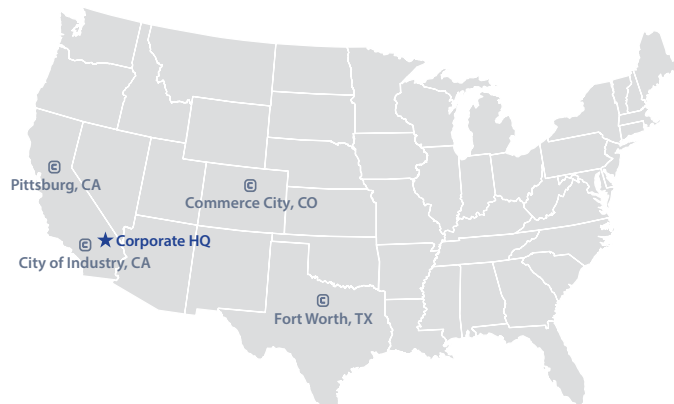 C
Pittsburg, CA
C
Commerce City, CO
Corporate HQ
C
City of Industry, CA
C
Fort Worth, TX